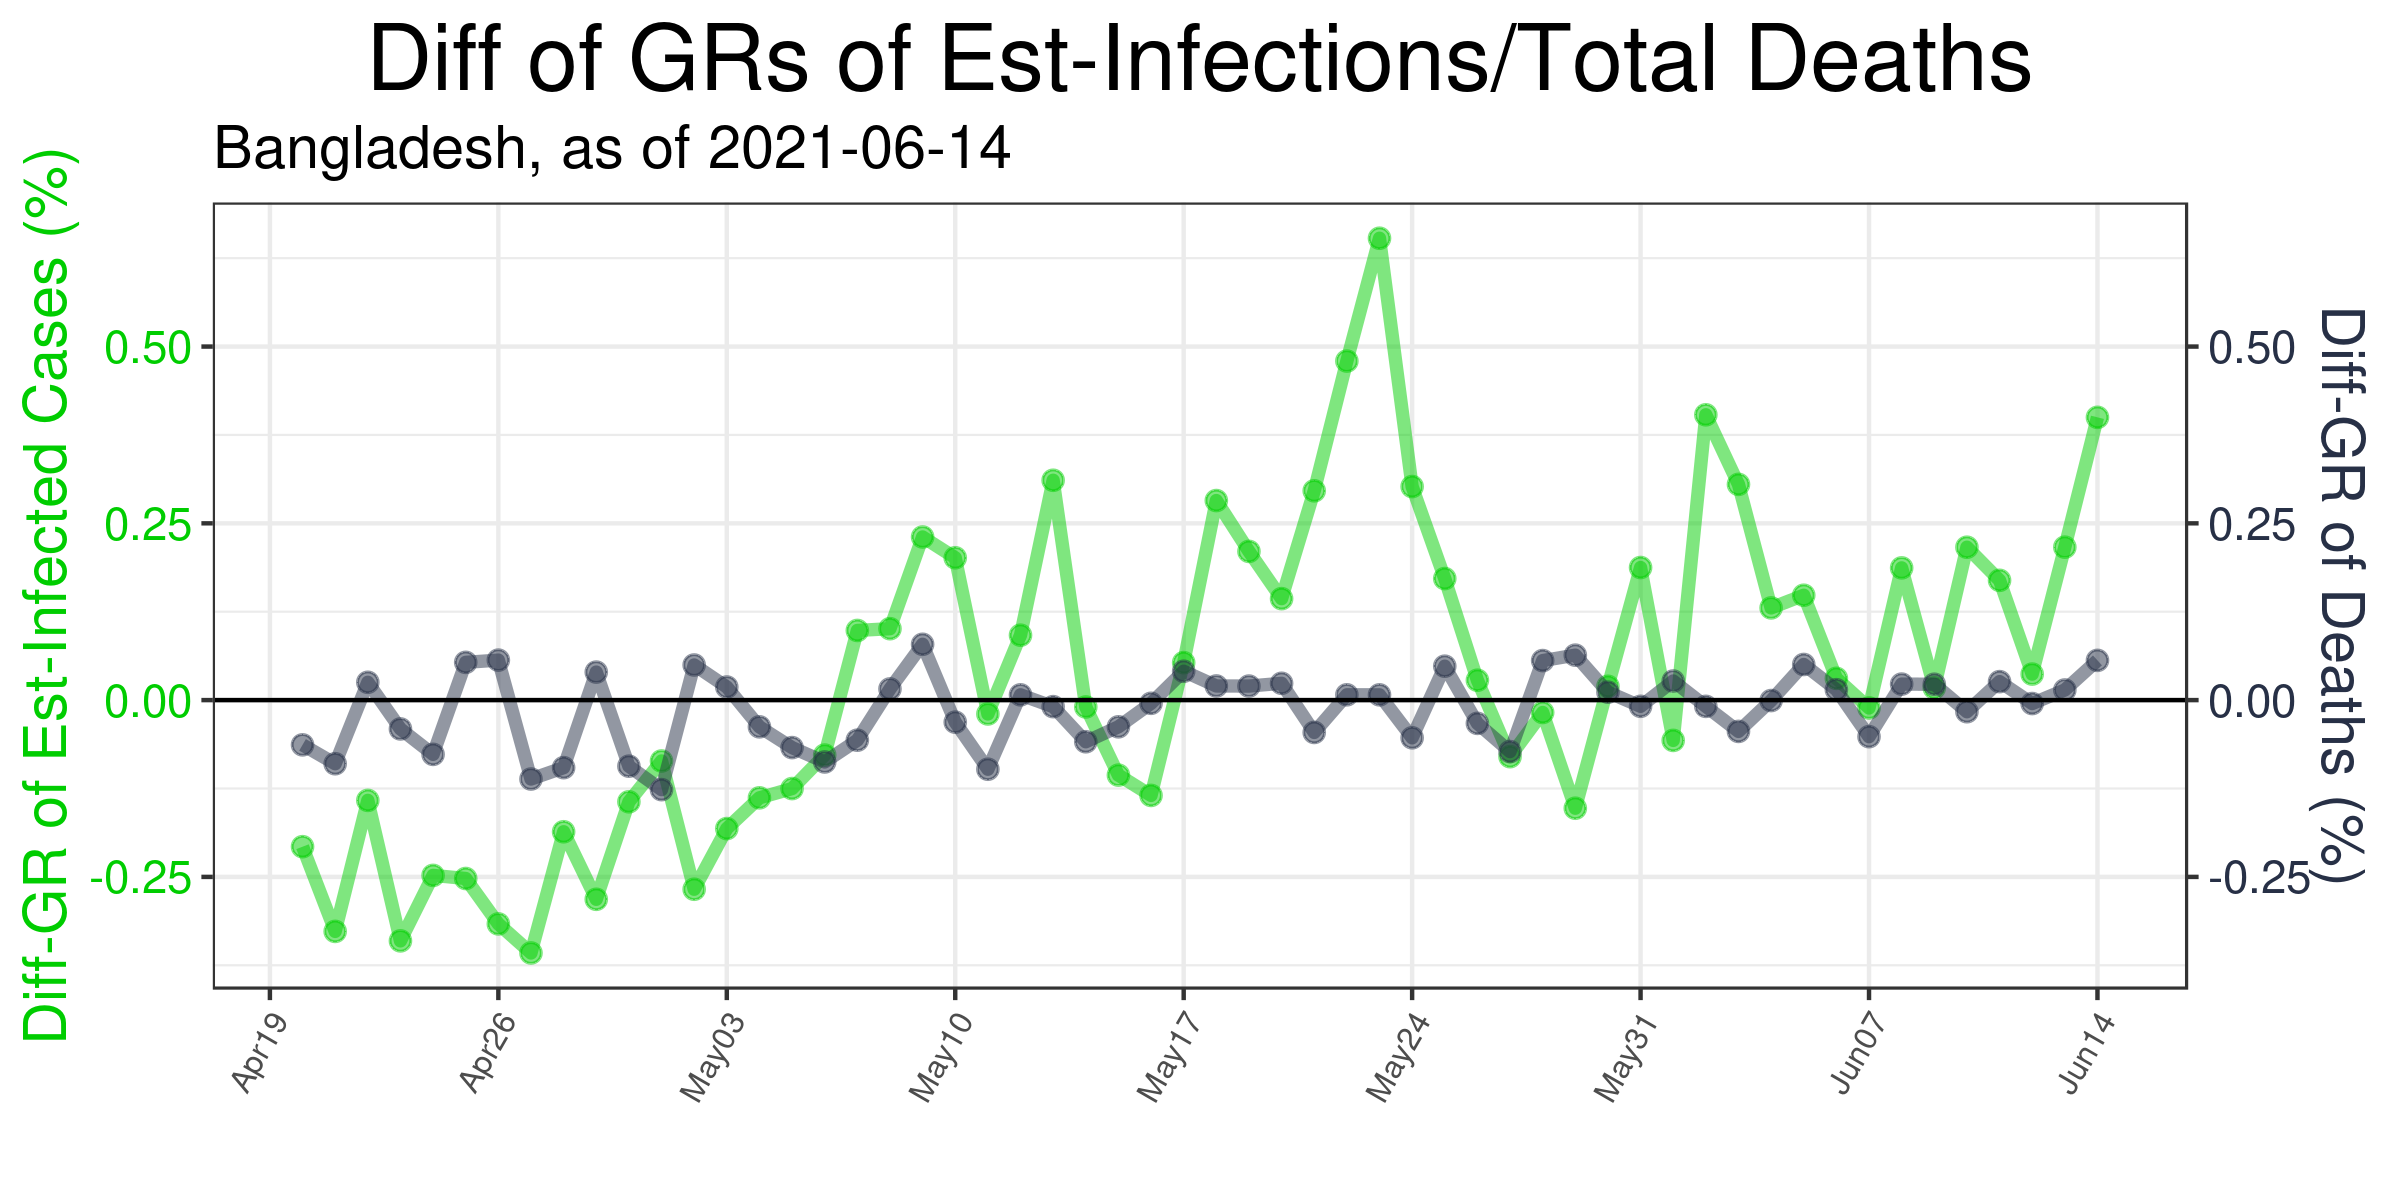 Diff of GRs of Est-Infections/Total Deaths
Bangladesh, as of 2021-06-14
Diff-GR of Est-Infected Cases (%)
0.50
0.25
0.00
-0.25
0.50
0.25
0.00
-0.25
Diff-GR of Deaths (%)
Apr19
Apr26
May03
May10
May17
May24
May31
Jun07
Jun14